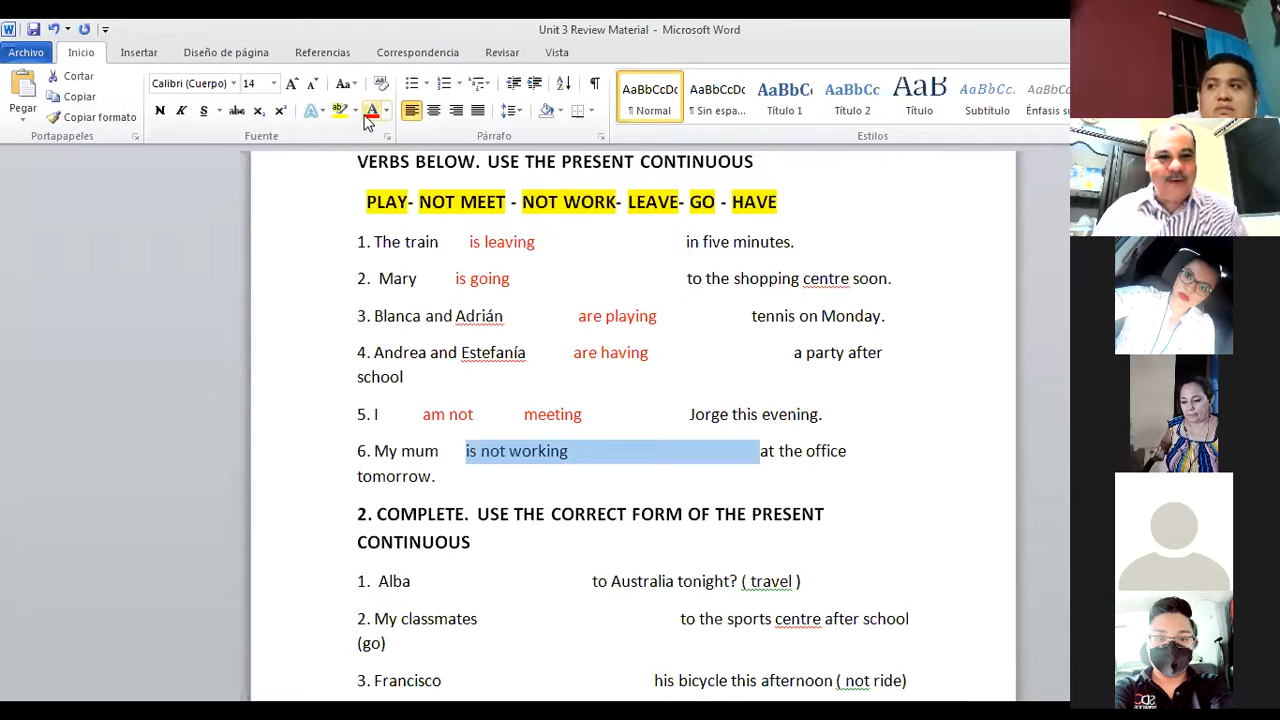 Unit 3 Review Material - Microsoft Word
Archivo Inicio Insertar Diseño de página Referencias Correspondencia Revisar Vista
Pegar
Cortar
Copiar
Copiar formato
Portapapeles
Calibri (Cuerpo) 14
N K S abc x₂ x²
Fuente
Párrafo
AaBbCcDc AaBbCcDc AaBbC AaBbCc AaB AaBbCc. AaBbCcD
¶ Normal ¶ Sin espa... Título 1 Título 2 Título Subtítulo Énfasis su
Estilos
VERBS BELOW. USE THE PRESENT CONTINUOUS
PLAY- NOT MEET - NOT WORK- LEAVE- GO - HAVE
1. The train is leaving in five minutes.
2. Mary is going to the shopping centre soon.
3. Blanca and Adrián are playing tennis on Monday.
4. Andrea and Estefanía are having a party after
school
5. I am not meeting Jorge this evening.
6. My mum is not working at the office
tomorrow.
2. COMPLETE. USE THE CORRECT FORM OF THE PRESENT
CONTINUOUS
1. Alba to Australia tonight? ( travel )
2. My classmates to the sports centre after school
(go)
3. Francisco his bicycle this afternoon ( not ride)